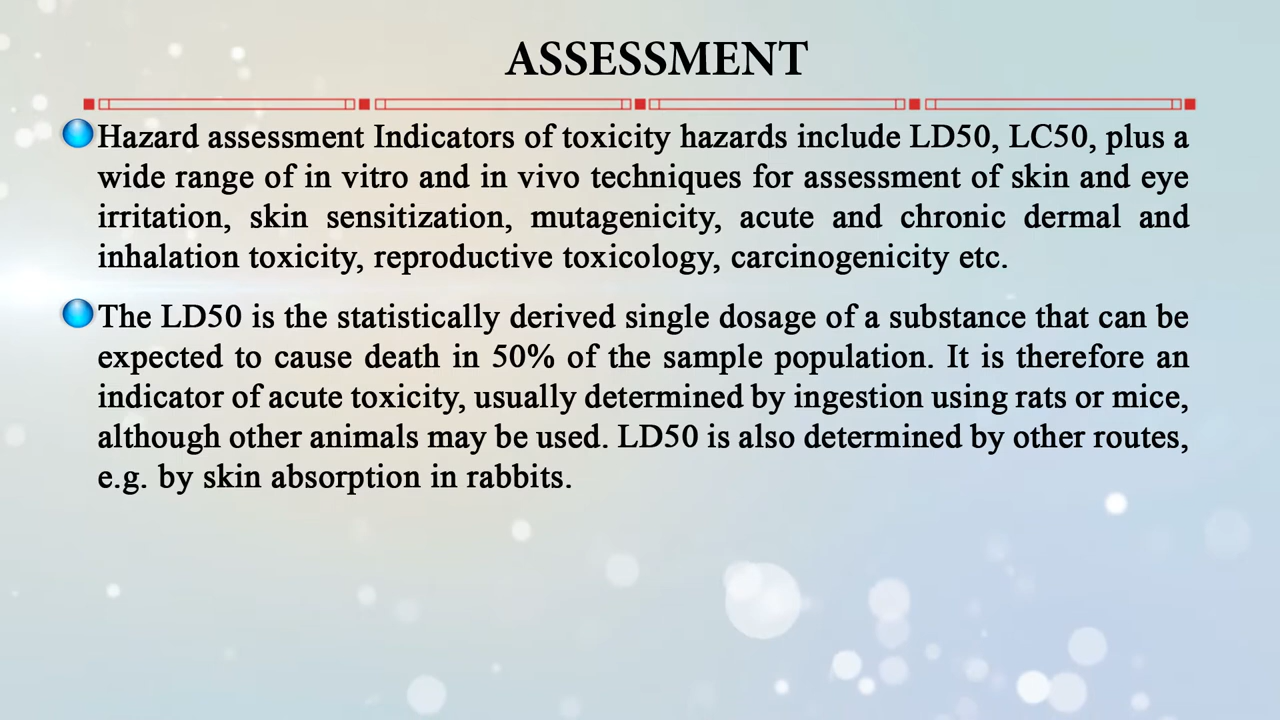 ASSESSMENT
Hazard assessment Indicators of toxicity hazards include LD50, LC50, plus a
wide range of in vitro and in vivo techniques for assessment of skin and eye
irritation, skin sensitization, mutagenicity, acute and chronic dermal and
inhalation toxicity, reproductive toxicology, carcinogenicity etc.
The LD50 is the statistically derived single dosage of a substance that can be
expected to cause death in 50% of the sample population. It is therefore an
indicator of acute toxicity, usually determined by ingestion using rats or mice,
although other animals may be used. LD50 is also determined by other routes,
e.g. by skin absorption in rabbits.